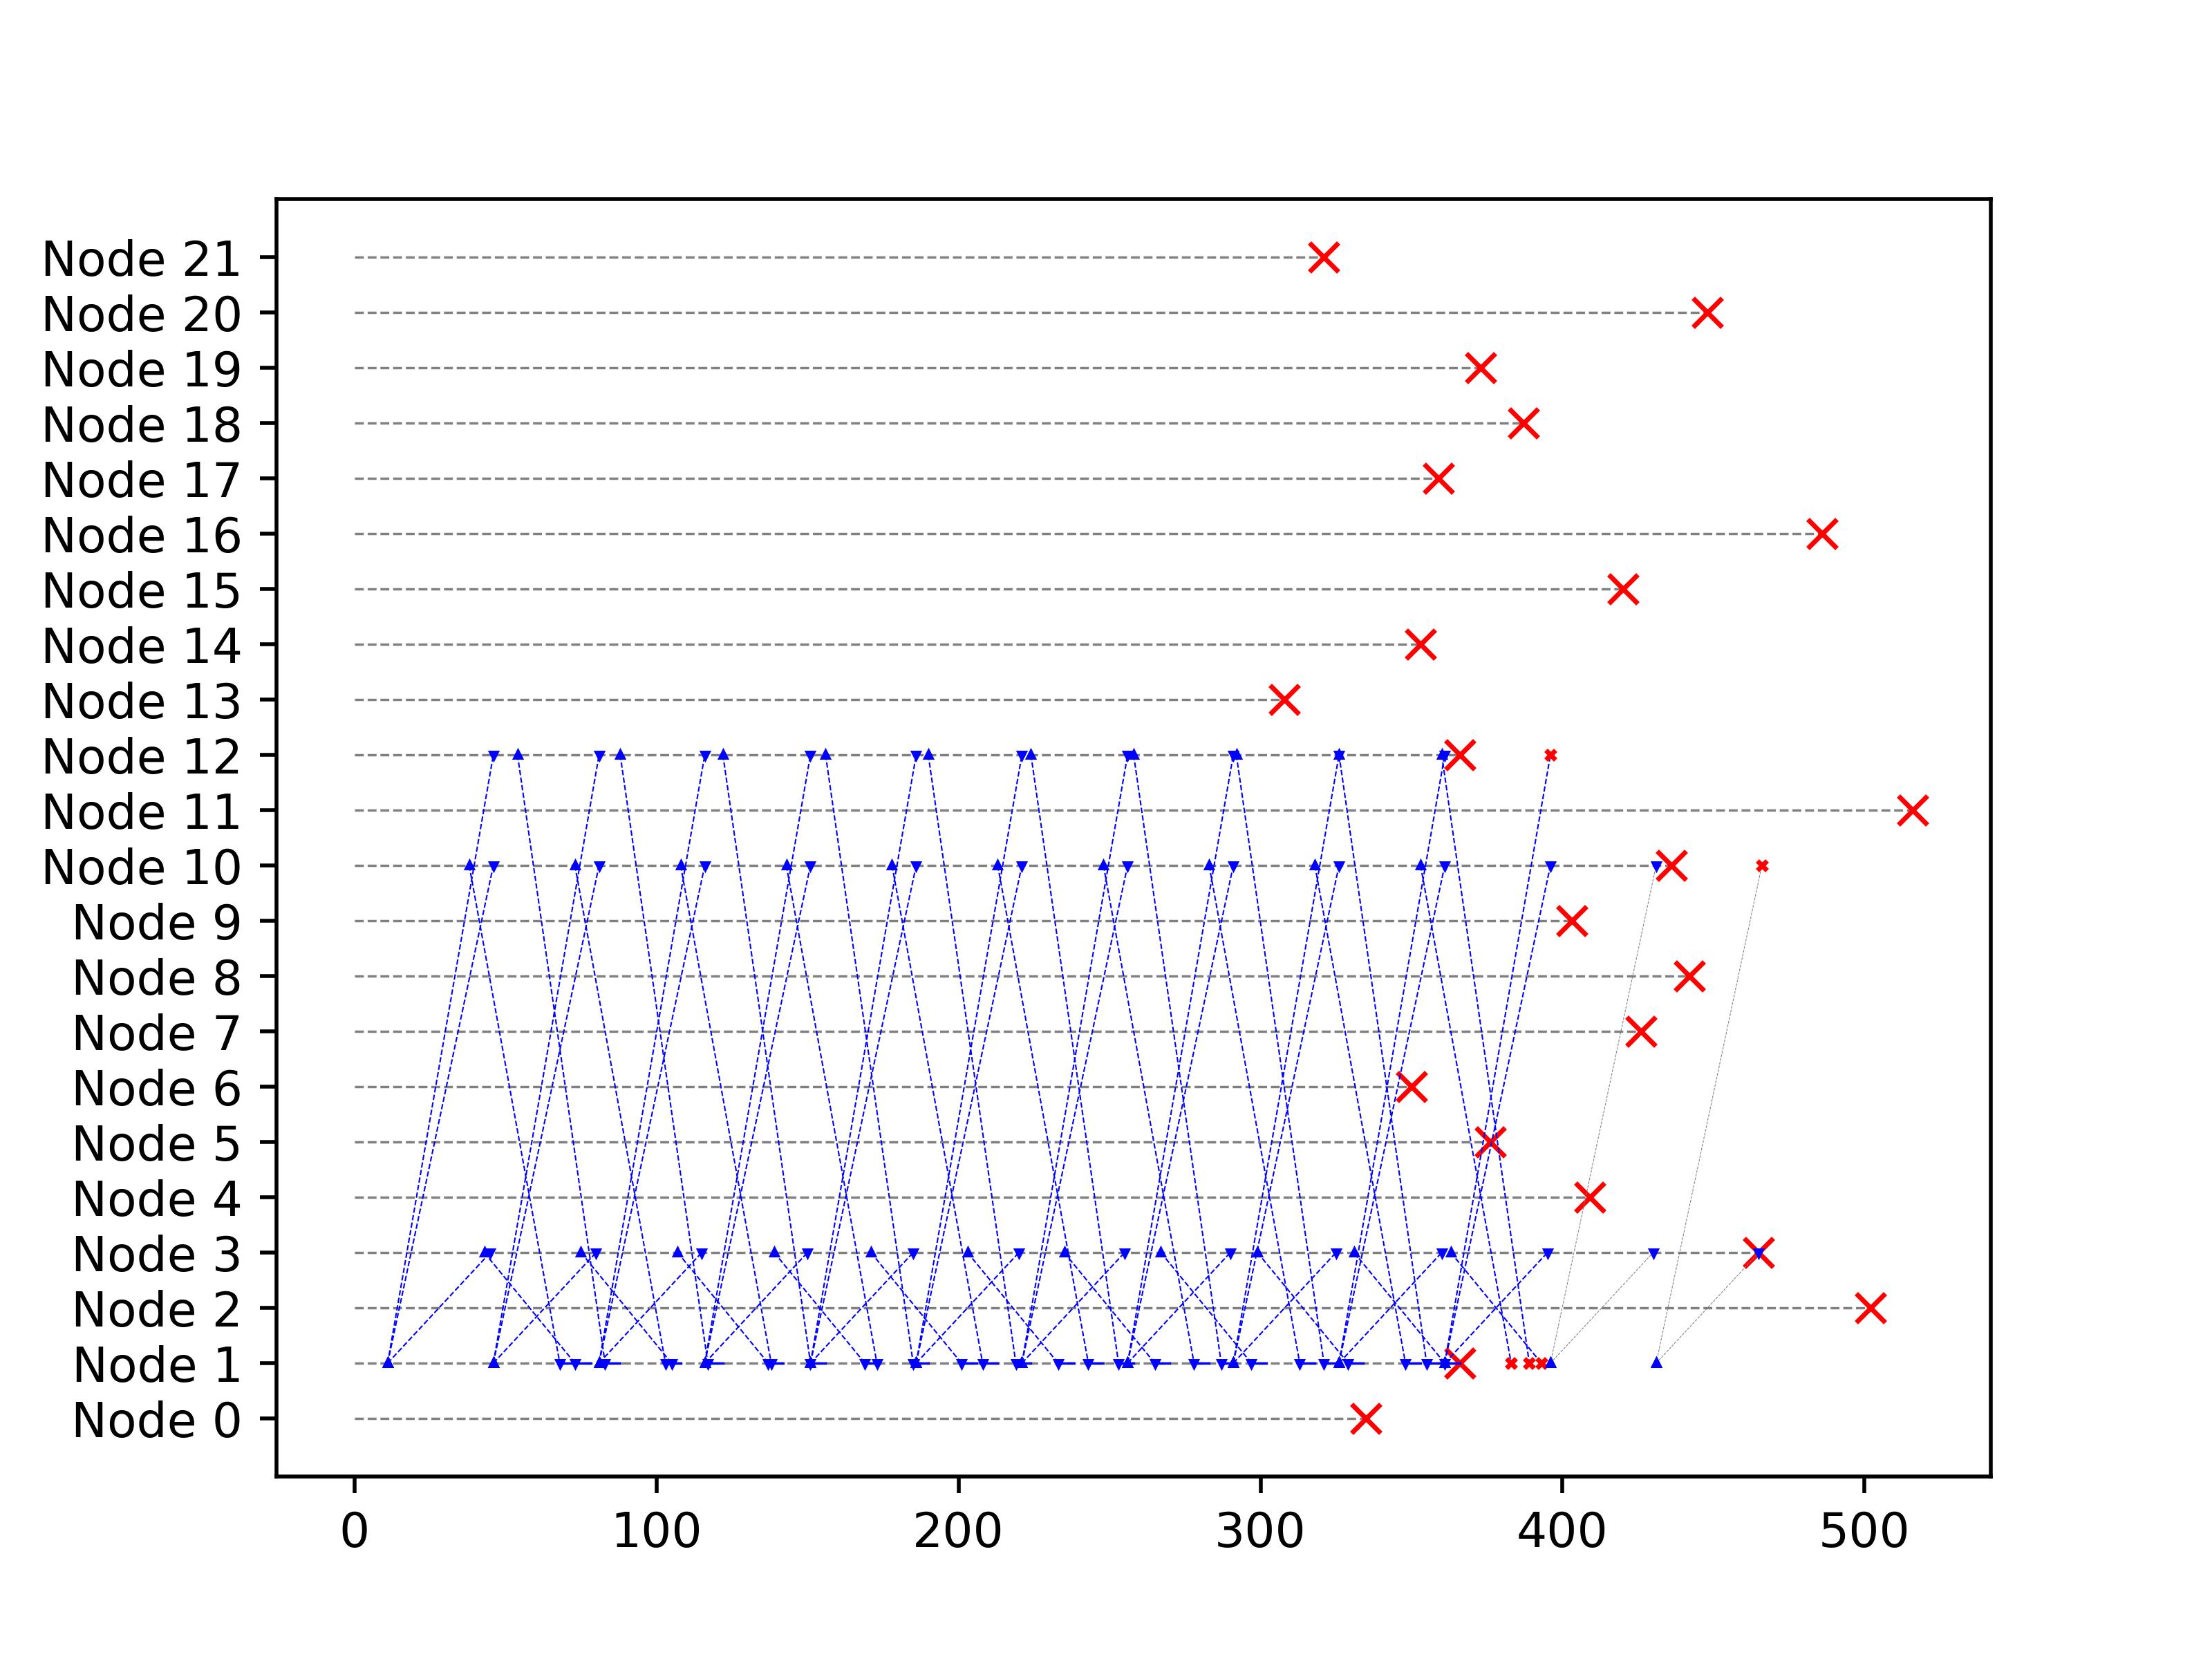 Node 21
Node 20
Node 19
Node 18
Node 17
Node 16
Node 15
Node 14
Node 13
Node 12
Node 11
Node 10
Node 9
Node 8
Node 7
Node 6
Node 5
Node 4
Node 3
Node 2
Node 1
Node 0
0 100 200 300 400 500